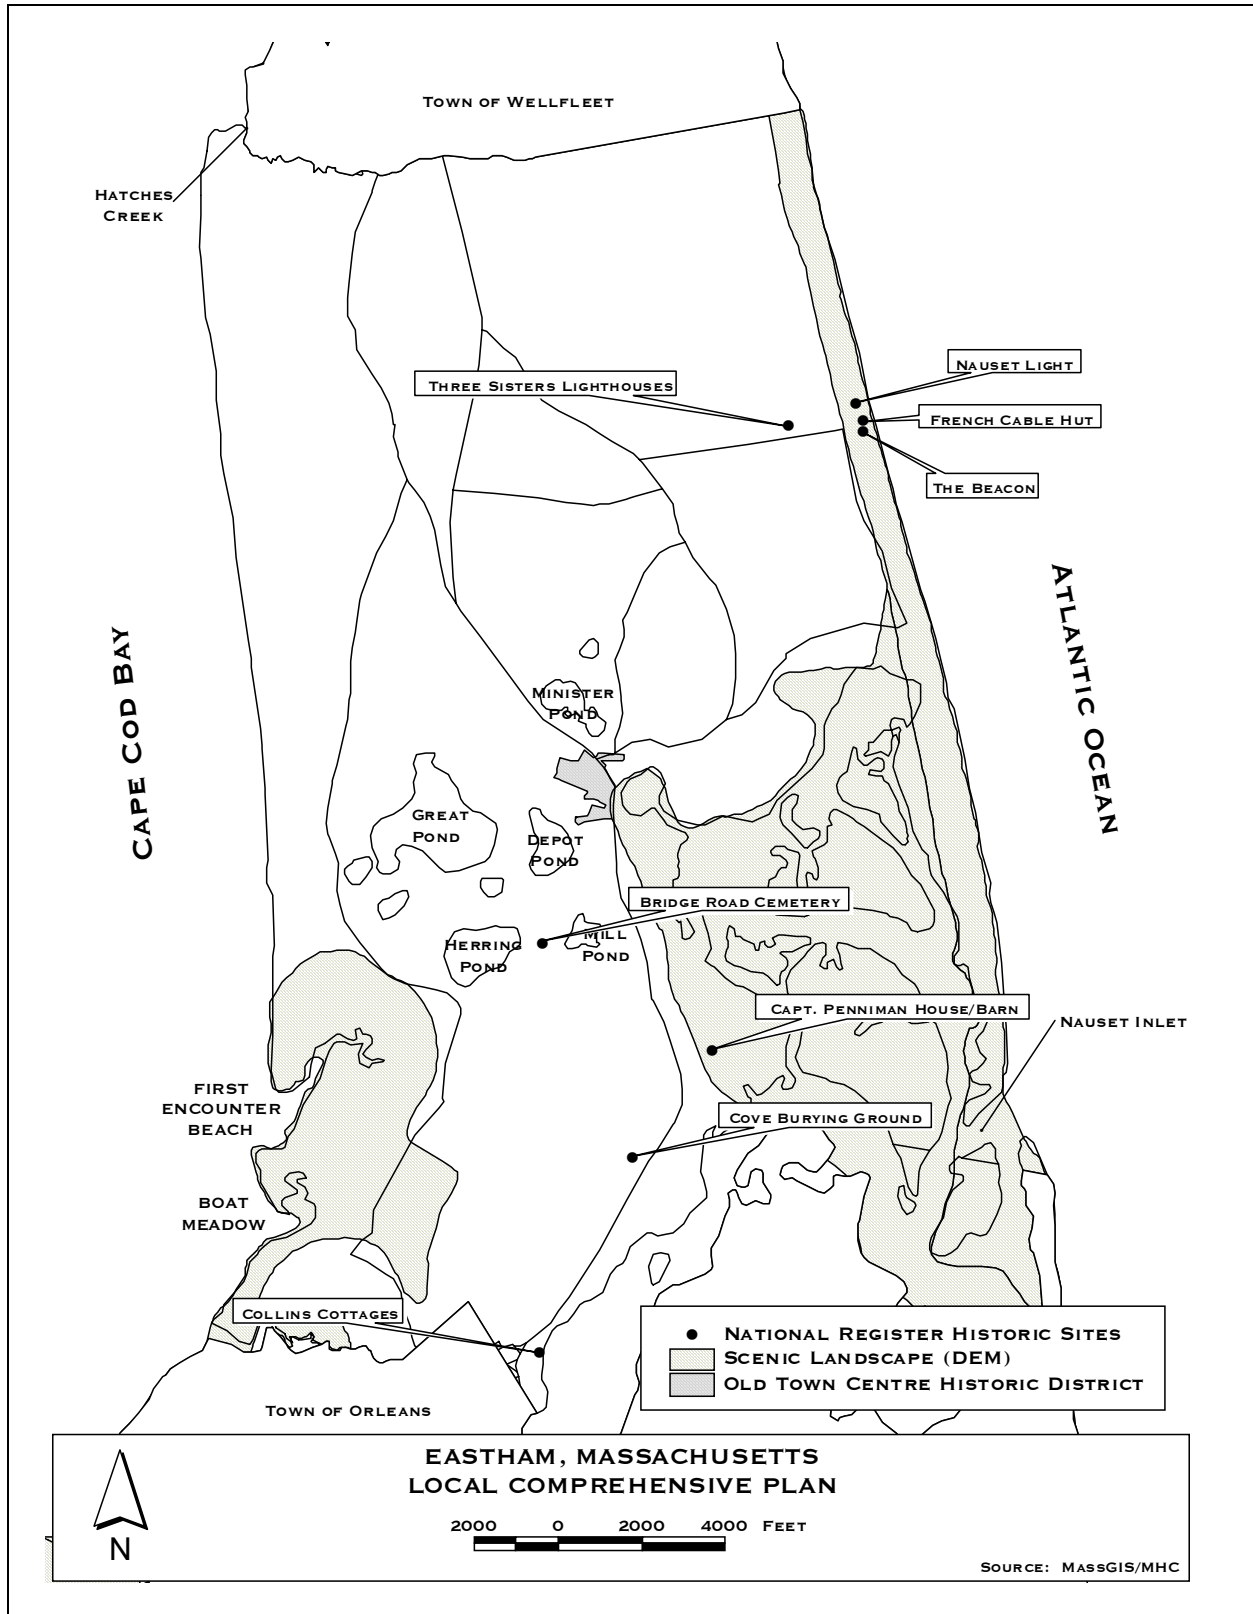 Town of Wellfleet
Hatches
Creek
Nauset Light
Three Sisters Lighthouses
French Cable Hut
The Beacon
Atlantic Ocean
Cape Cod Bay
Minister
Pond
Great
Pond
Depot
Pond
Bridge Road Cemetery
Herring
Pond
Mill
Pond
Capt. Penniman House/Barn
Nauset Inlet
First
Encounter
Beach
Cove Burying Ground
Boat
Meadow
Collins Cottages
National Register Historic Sites
Scenic Landscape (DEM)
Old Town Centre Historic District
Town of Orleans
EASTHAM, MASSACHUSETTS
LOCAL COMPREHENSIVE PLAN
2000 0 2000 4000 Feet
N
Source: MassGIS/MHC